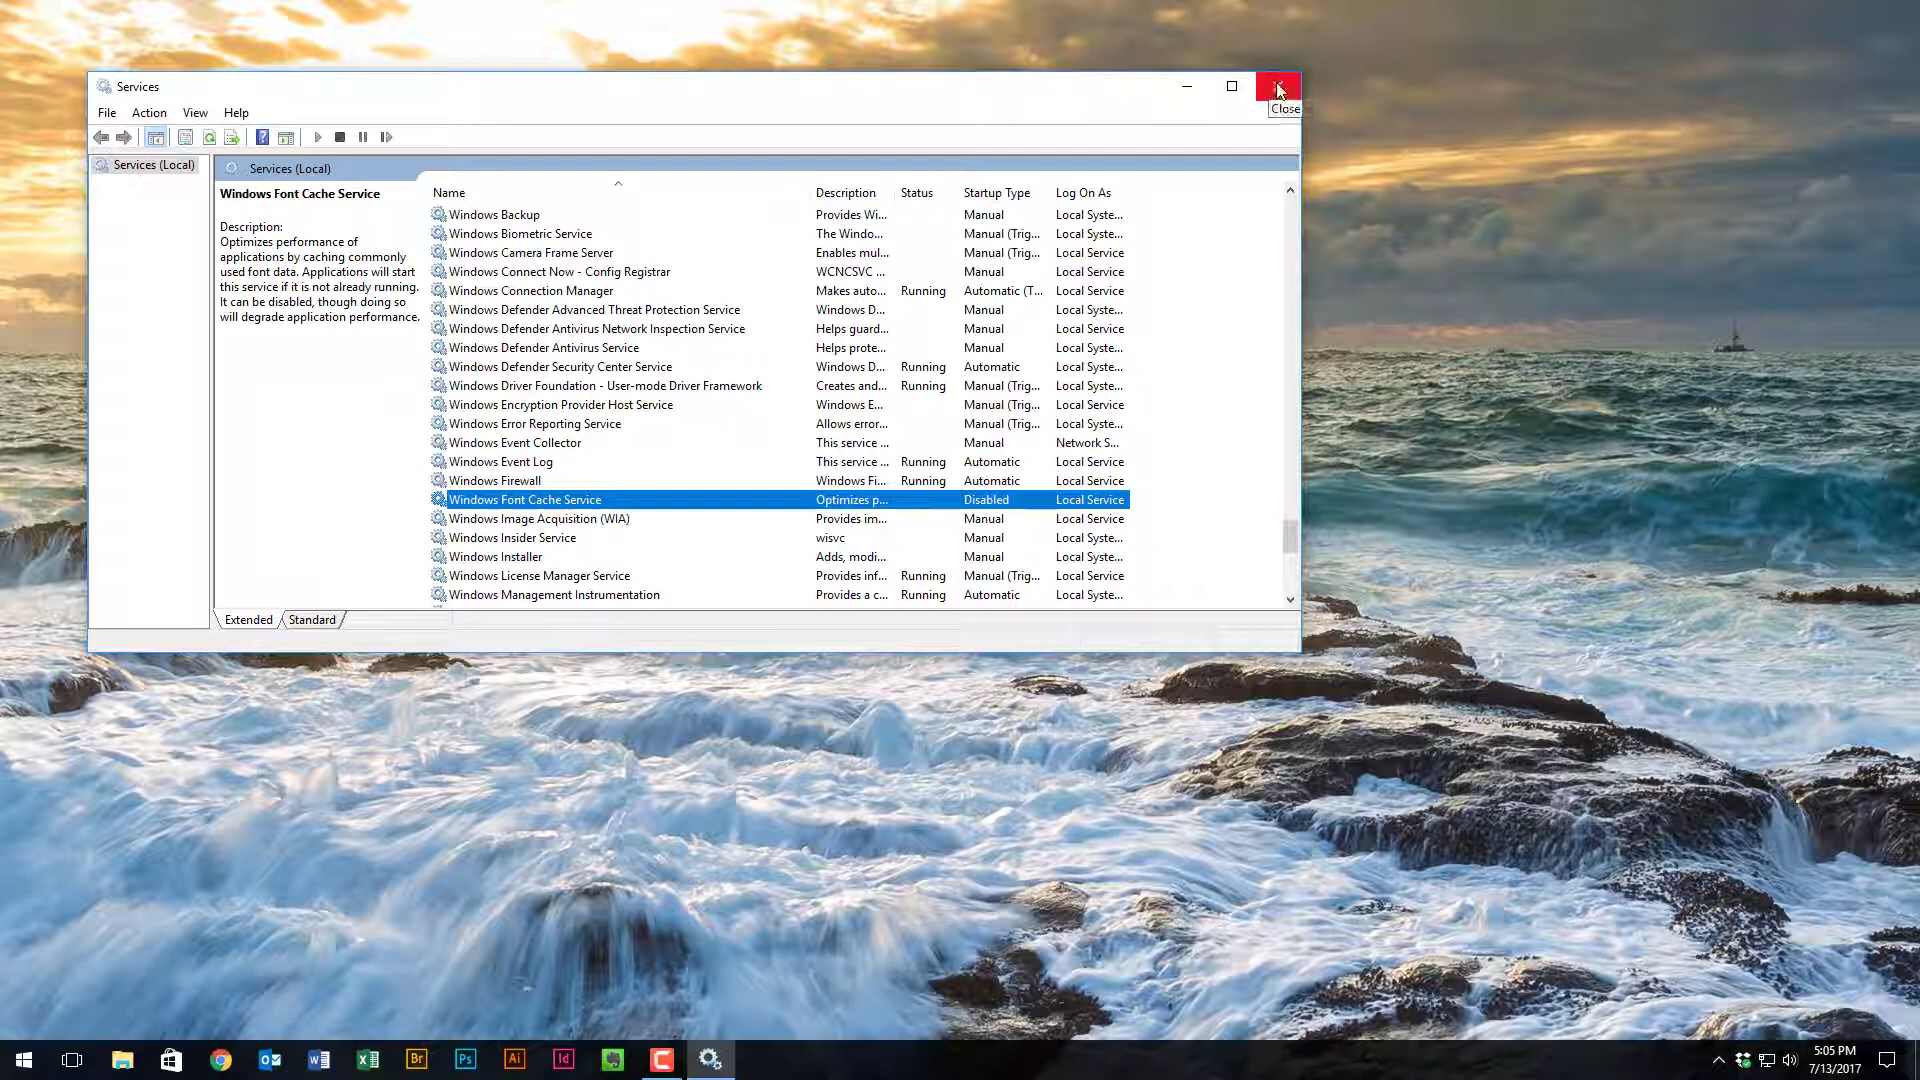 Services
Close
File Action View Help
Services (Local)
Services (Local)
Windows Font Cache Service
Description:
Optimizes performance of
applications by caching commonly
used font data. Applications will start
this service if it is not already running.
It can be disabled, though doing so
will degrade application performance.
Name Description Status Startup Type Log On As
Windows Backup Provides Wi... Manual Local Syste...
Windows Biometric Service The Windo... Manual (Trig... Local Syste...
Windows Camera Frame Server Enables mul... Manual (Trig... Local Service
Windows Connect Now - Config Registrar WCNCSVC ... Manual Local Service
Windows Connection Manager Makes auto... Running Automatic (T... Local Service
Windows Defender Advanced Threat Protection Service Windows D... Manual Local Syste...
Windows Defender Antivirus Network Inspection Service Helps guard... Manual Local Service
Windows Defender Antivirus Service Helps prote... Manual Local Syste...
Windows Defender Security Center Service Windows D... Running Automatic Local Syste...
Windows Driver Foundation - User-mode Driver Framework Creates and... Running Manual (Trig... Local Syste...
Windows Encryption Provider Host Service Windows E... Manual (Trig... Local Service
Windows Error Reporting Service Allows error... Manual (Trig... Local Syste...
Windows Event Collector This service ... Manual Network S...
Windows Event Log This service ... Running Automatic Local Service
Windows Firewall Windows Fi... Running Automatic Local Service
Windows Font Cache Service Optimizes p... Disabled Local Service
Windows Image Acquisition (WIA) Provides im... Manual Local Service
Windows Insider Service wisvc Manual Local Syste...
Windows Installer Adds, modi... Manual Local Syste...
Windows License Manager Service Provides inf... Running Manual (Trig... Local Service
Windows Management Instrumentation Provides a c... Running Automatic Local Syste...
Extended Standard
Br Ps Ai Id
5:05 PM
7/13/2017